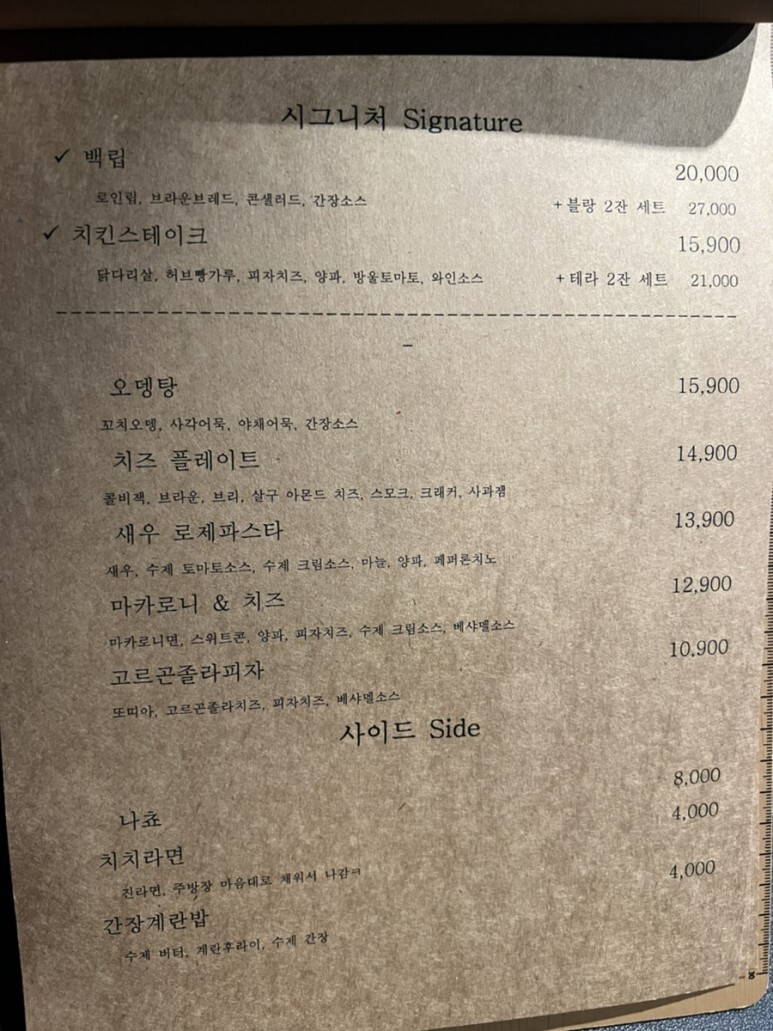 시그니처 Signature
✓ 백립 20,000
로인립, 브라운브레드, 콘샐러드, 간장소스 +블랑 2잔 세트 27,000
✓ 치킨스테이크 15,900
닭다리살, 허브빵가루, 피자치즈, 양파, 방울토마토, 와인소스 +테라 2잔 세트 21,000
오뎅탕 15,900
꼬치오뎅, 사각어묵, 야채어묵, 간장소스
치즈 플레이트 14,900
콜비잭, 브라운, 브리, 살구 아몬드 치즈, 스모크, 크래커, 사과잼
새우 로제파스타 13,900
새우, 수제 토마토소스, 수제 크림소스, 마늘, 양파, 페퍼론치노
마카로니 & 치즈 12,900
마카로니면, 스위트콘, 양파, 피자치즈, 수제 크림소스, 베샤멜소스
고르곤졸라피자 10,900
또띠아, 고르곤졸라치즈, 피자치즈, 베샤멜소스
사이드 Side
나쵸 8,000
치치라면 4,000
진라면, 주방장 마음대로 채워서 나감ㅋ
간장계란밥 4,000
수제 버터, 계란후라이, 수제 간장